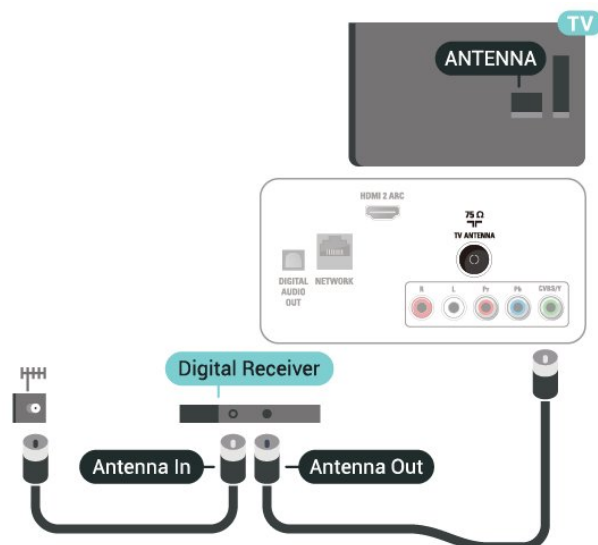 TV
ANTENNA
HDMI 2 ARC
75 Ω
TV ANTENNA
DIGITAL
AUDIO
OUT
NETWORK
R L Pr Pb CVBS/Y
Digital Receiver
Antenna In
Antenna Out